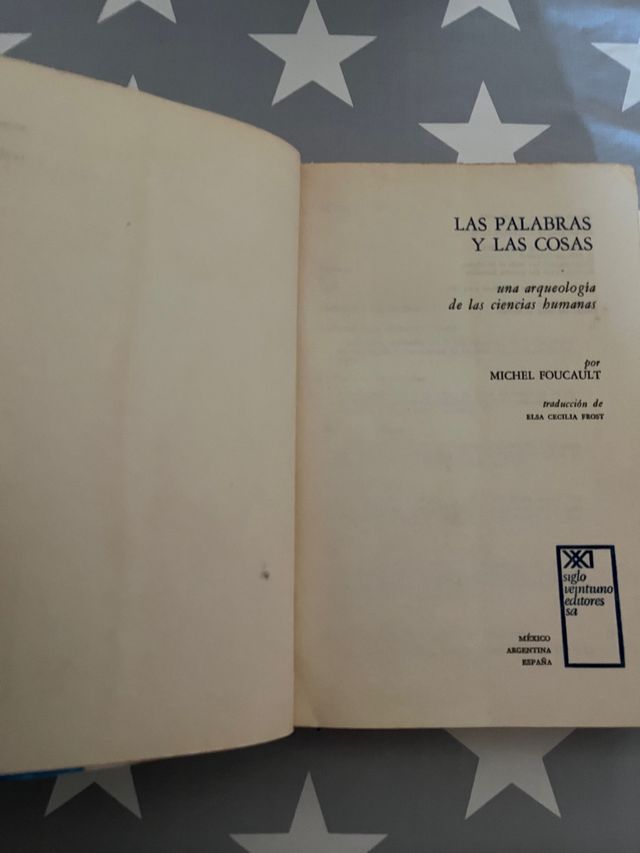 LAS PALABRAS
Y LAS COSAS
una arqueología
de las ciencias humanas
por
MICHEL FOUCAULT
traducción de
ELSA CECILIA FROST
siglo
veintiuno
editores
sa
MÉXICO
ARGENTINA
ESPAÑA